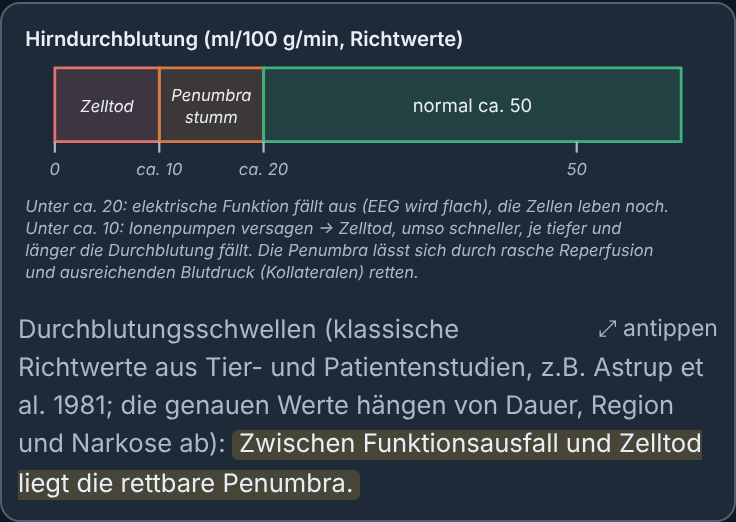 Hirndurchblutung (ml/100 g/min, Richtwerte)
Zelltod
Penumbra
stumm
normal ca. 50
0
ca. 10
ca. 20
50
Unter ca. 20: elektrische Funktion fällt aus (EEG wird flach), die Zellen leben noch.
Unter ca. 10: Ionenpumpen versagen → Zelltod, umso schneller, je tiefer und
länger die Durchblutung fällt. Die Penumbra lässt sich durch rasche Reperfusion
und ausreichenden Blutdruck (Kollateralen) retten.
Durchblutungsschwellen (klassische
⤢ antippen
Richtwerte aus Tier- und Patientenstudien, z.B. Astrup et
al. 1981; die genauen Werte hängen von Dauer, Region
und Narkose ab): Zwischen Funktionsausfall und Zelltod
liegt die rettbare Penumbra.